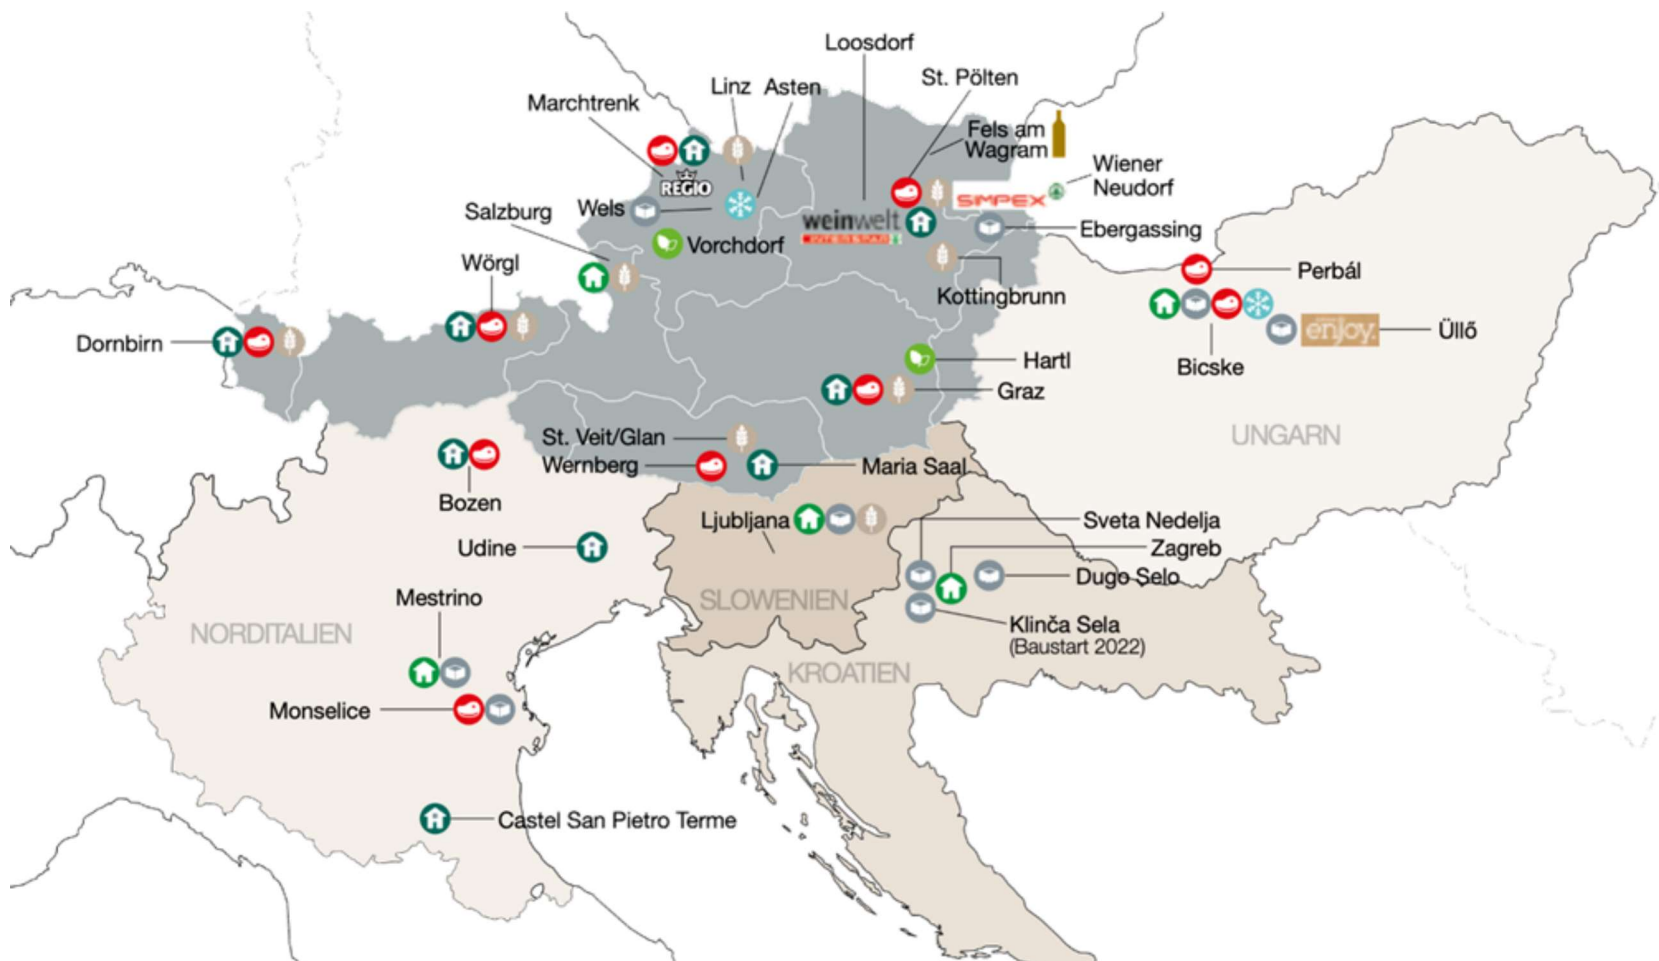 Loosdorf
St. Pölten
Linz
Asten
Marchtrenk
Fels am
Wagram
Wiener
Neudorf
REGIO
SIMPEX
Salzburg
Wels
weinwelt
INTERSPAR
Ebergassing
Vorchdorf
Wörgl
Perbál
Kottingbrunn
Dornbirn
enjoy.
Üllő
Hartl
Bicske
Graz
St. Veit/Glan
UNGARN
Wernberg
Maria Saal
Bozen
Ljubljana
Sveta Nedelja
Udine
Zagreb
Dugo Selo
Mestrino
SLOWENIEN
NORDITALIEN
Klinča Sela
(Baustart 2022)
KROATIEN
Monselice
Castel San Pietro Terme